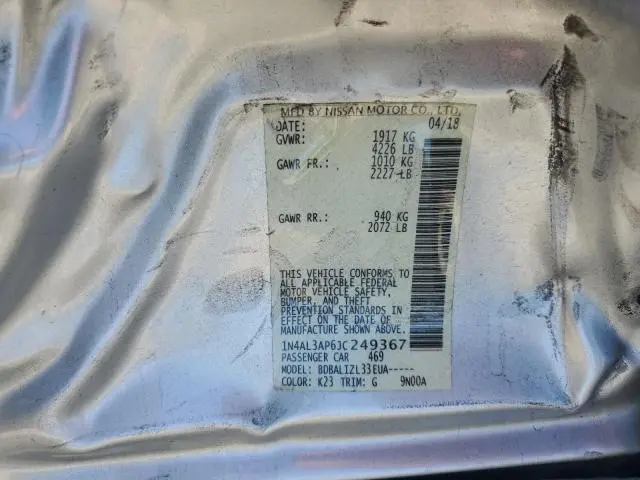 MFD BY NISSAN MOTOR CO., LTD.
DATE: 04/18
GVWR: 1917 KG
4226 LB
GAWR FR.: 1010 KG
2227 LB
GAWR RR.: 940 KG
2072 LB
THIS VEHICLE CONFORMS TO
ALL APPLICABLE FEDERAL
MOTOR VEHICLE SAFETY,
BUMPER, AND THEFT
PREVENTION STANDARDS IN
EFFECT ON THE DATE OF
MANUFACTURE SHOWN ABOVE.
1N4AL3AP6JC249367
PASSENGER CAR 469
MODEL: BDBALIZL33EUA-----
COLOR: K23 TRIM: G 9N00A